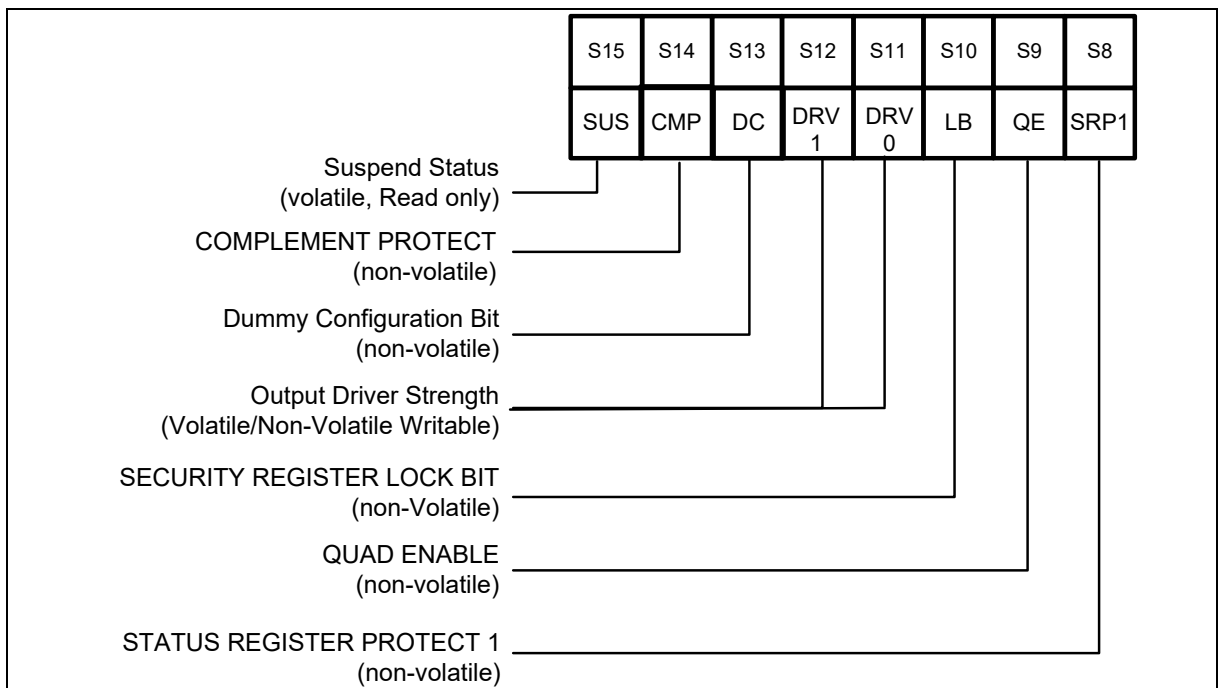 S15 S14 S13 S12 S11 S10 S9 S8
SUS CMP DC DRV 1 DRV 0 LB QE SRP1
Suspend Status
(volatile, Read only)
COMPLEMENT PROTECT
(non-volatile)
Dummy Configuration Bit
(non-volatile)
Output Driver Strength
(Volatile/Non-Volatile Writable)
SECURITY REGISTER LOCK BIT
(non-Volatile)
QUAD ENABLE
(non-volatile)
STATUS REGISTER PROTECT 1
(non-volatile)